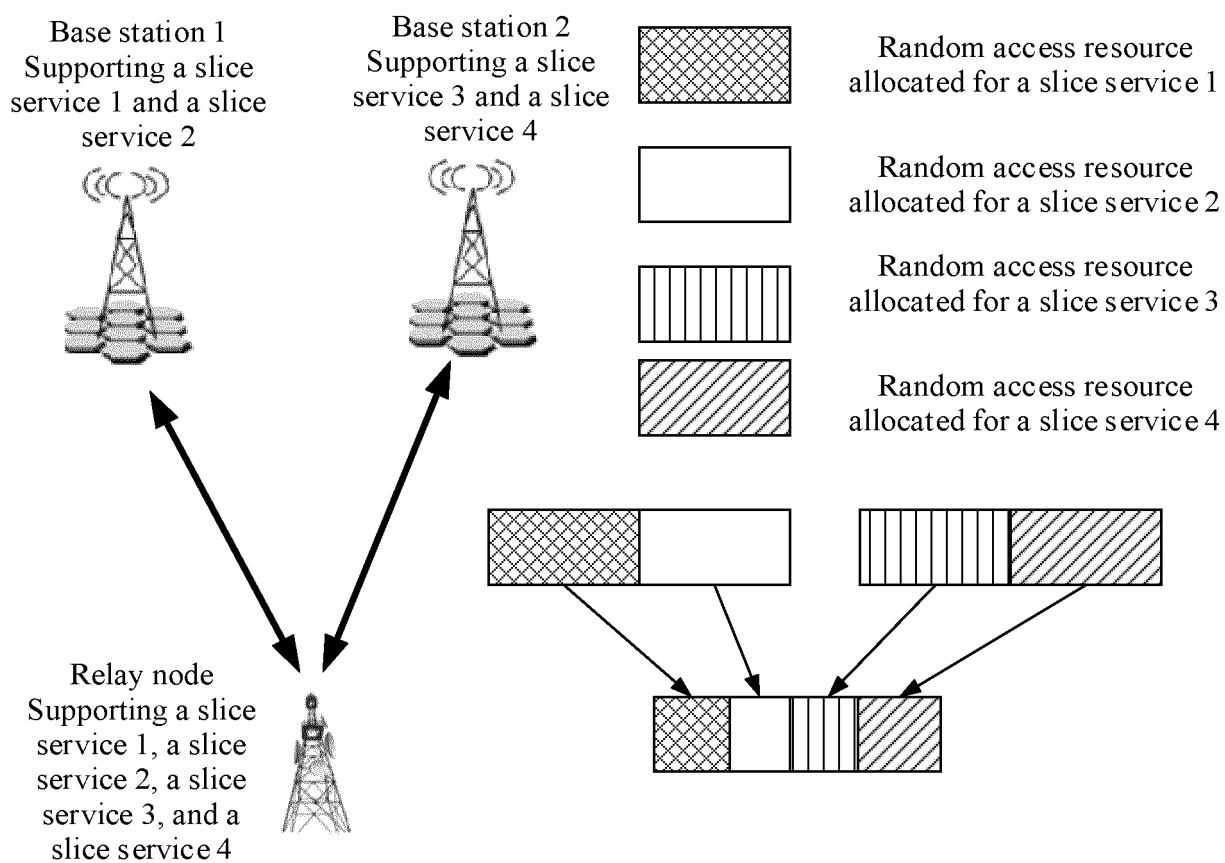 Base station 1
Supporting a slice
service 1 and a slice
service 2
Base station 2
Supporting a slice
service 3 and a slice
service 4
Random access resource
allocated for a slice service 1
Random access resource
allocated for a slice service 2
Random access resource
allocated for a slice service 3
Random access resource
allocated for a slice service 4
Relay node
Supporting a slice
service 1, a slice
service 2, a slice
service 3, and a
slice service 4